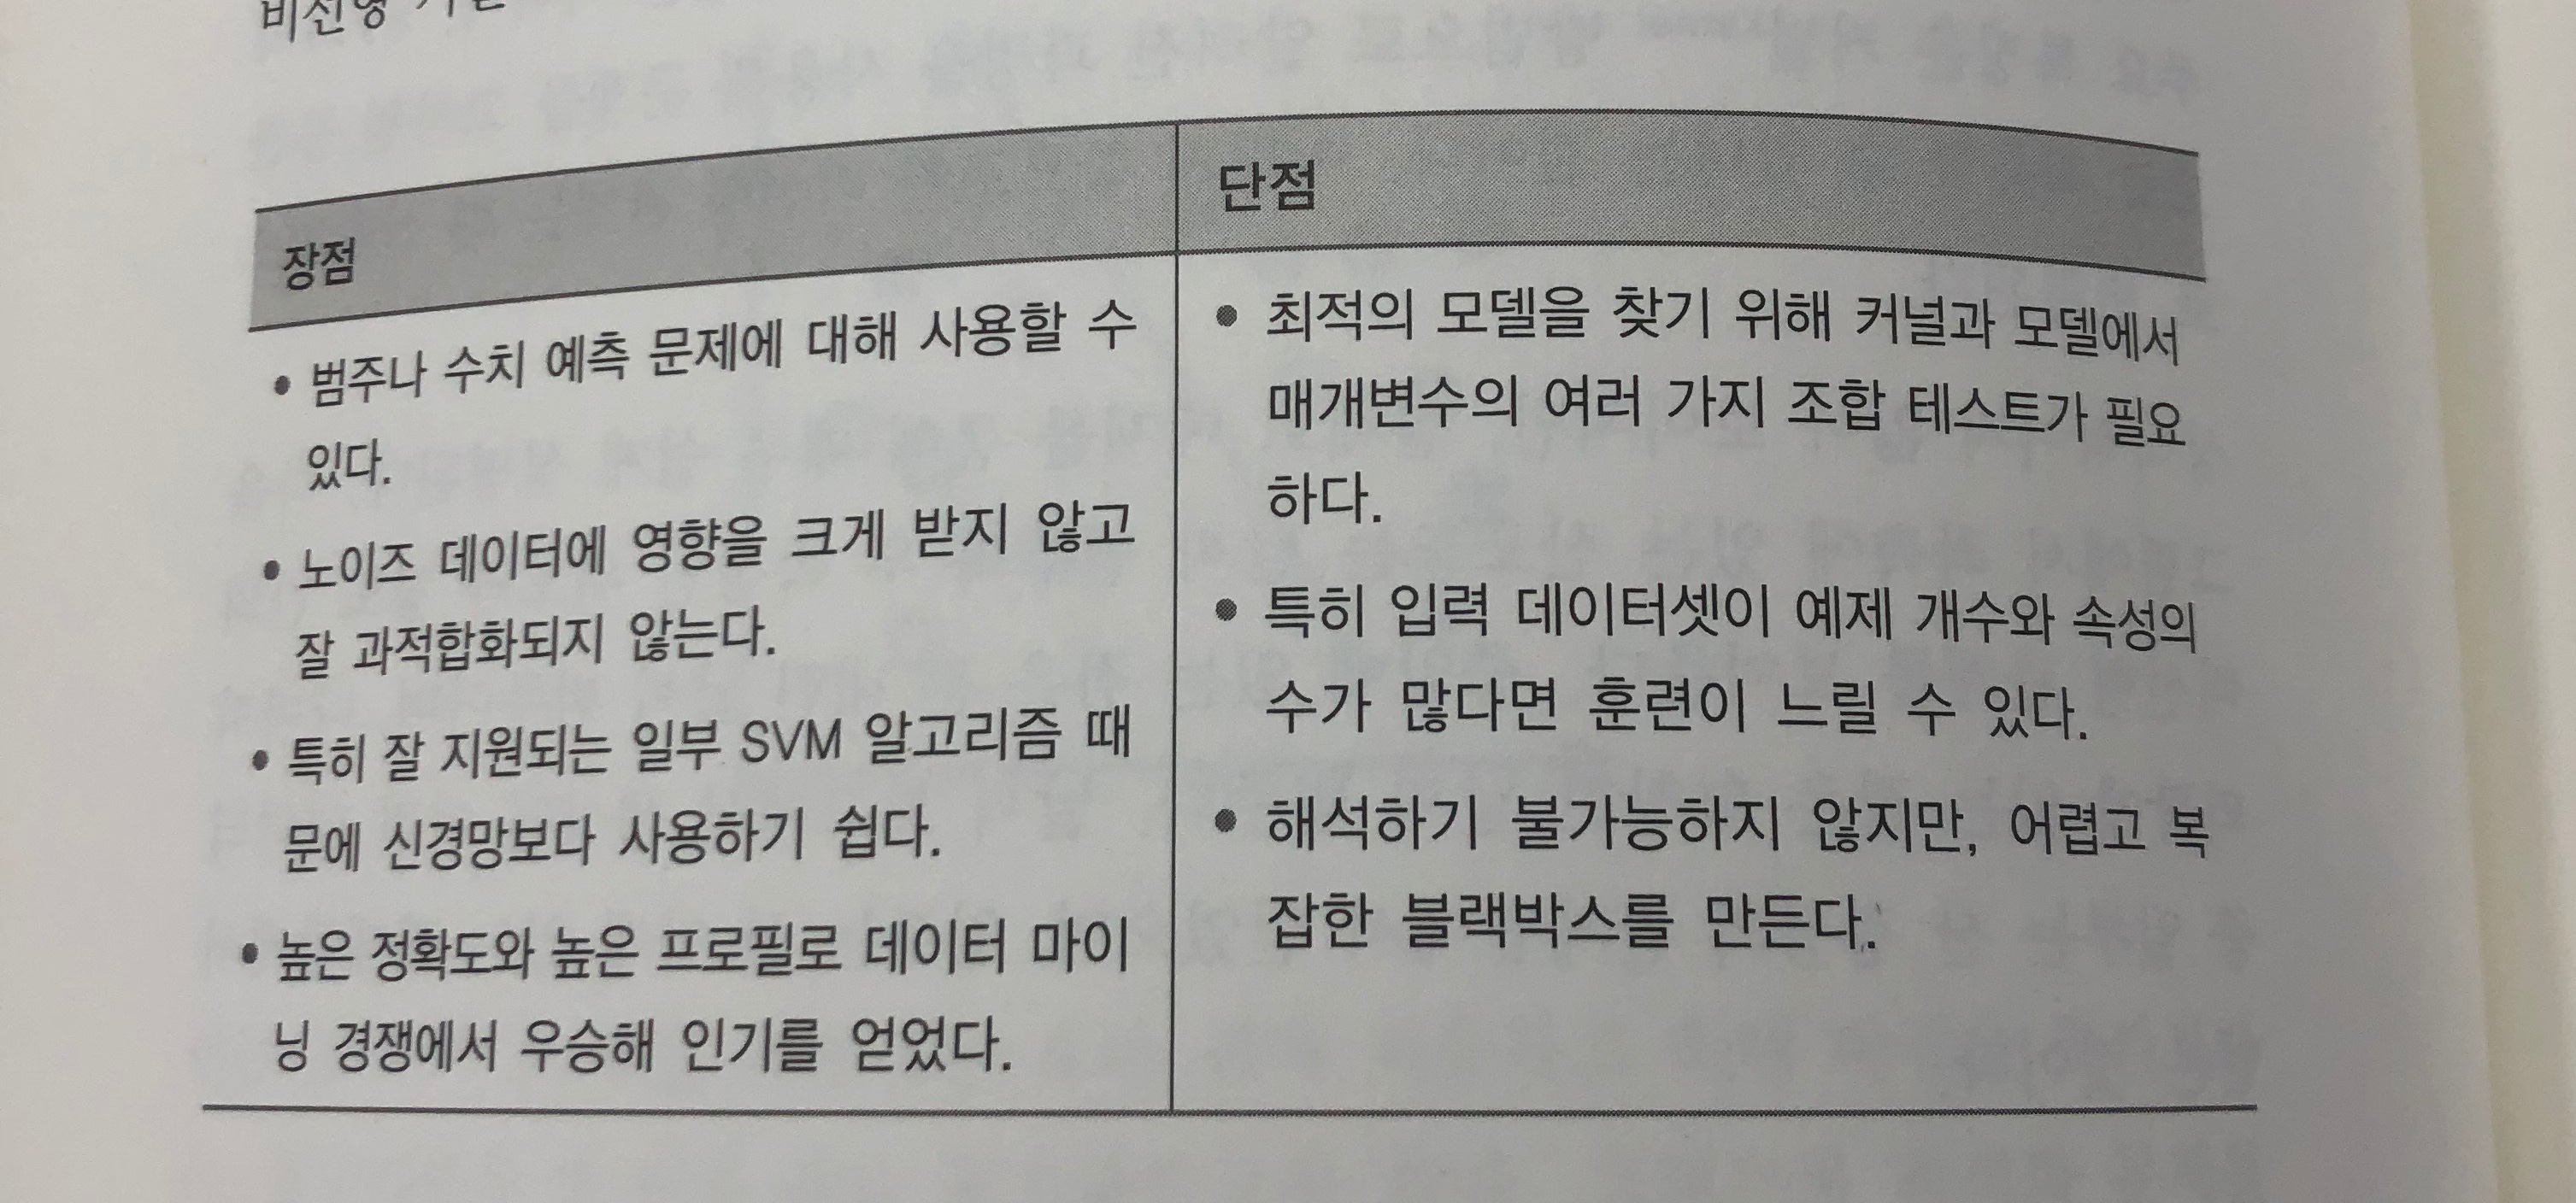 비선형
장점
• 범주나 수치 예측 문제에 대해 사용할 수
있다.
• 노이즈 데이터에 영향을 크게 받지 않고
잘 과적합화되지 않는다.
• 특히 잘 지원되는 일부 SVM 알고리즘 때
문에 신경망보다 사용하기 쉽다.
• 높은 정확도와 높은 프로필로 데이터 마이
닝 경쟁에서 우승해 인기를 얻었다.
단점
• 최적의 모델을 찾기 위해 커널과 모델에서
매개변수의 여러 가지 조합 테스트가 필요
하다.
• 특히 입력 데이터셋이 예제 개수와 속성의
수가 많다면 훈련이 느릴 수 있다.
• 해석하기 불가능하지 않지만, 어렵고 복
잡한 블랙박스를 만든다.